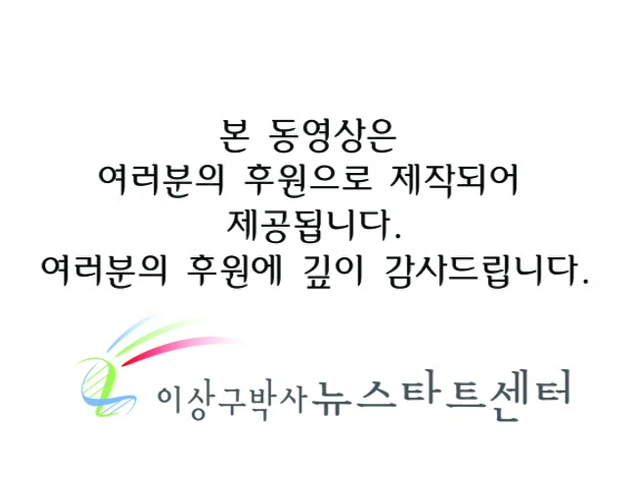 본 동영상은
여러분의 후원으로 제작되어
제공됩니다.
여러분의 후원에 깊이 감사드립니다.
이상구박사뉴스타트센터